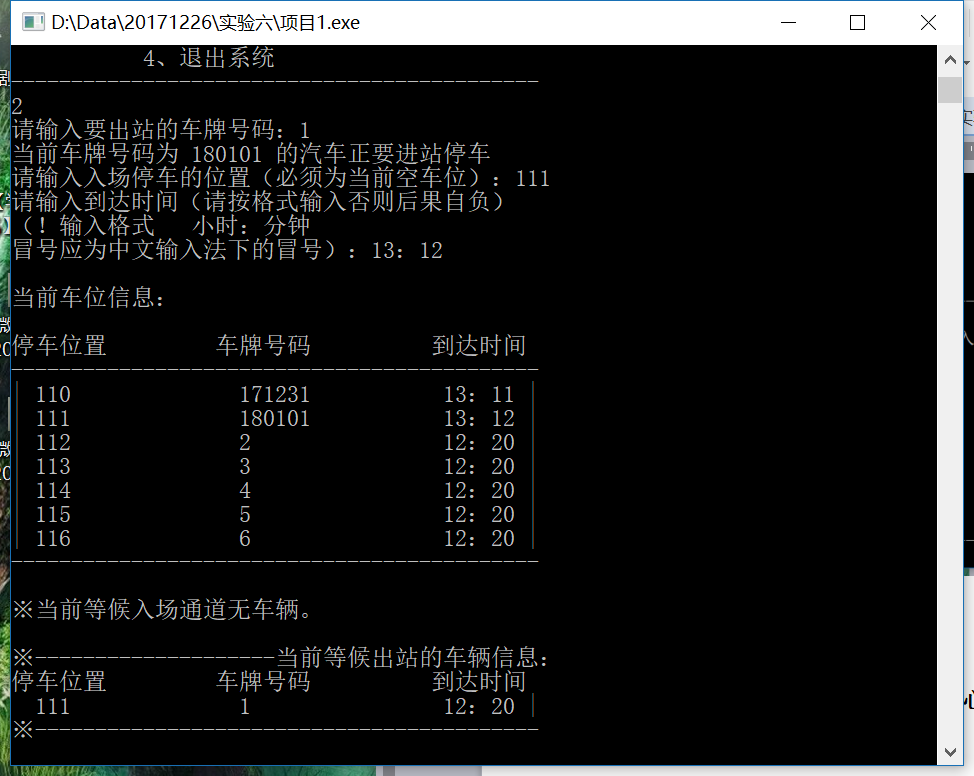 D:\Data\20171226\实验六\项目1.exe
4、退出系统
--------------------------------------------
2
请输入要出站的车牌号码：1
当前车牌号码为 180101 的汽车正要进站停车
请输入入场停车的位置（必须为当前空车位）：111
请输入到达时间（请按格式输入否则后果自负）
（！输入格式 小时：分钟
冒号应为中文输入法下的冒号）：13：12
当前车位信息：
停车位置 车牌号码 到达时间
--------------------------------------------
| 110 171231 13：11 |
| 111 180101 13：12 |
| 112 2 12：20 |
| 113 3 12：20 |
| 114 4 12：20 |
| 115 5 12：20 |
| 116 6 12：20 |
--------------------------------------------
※当前等候入场通道无车辆。
※--------------------当前等候出站的车辆信息：
停车位置 车牌号码 到达时间
111 1 12：20 |
※------------------------------------------